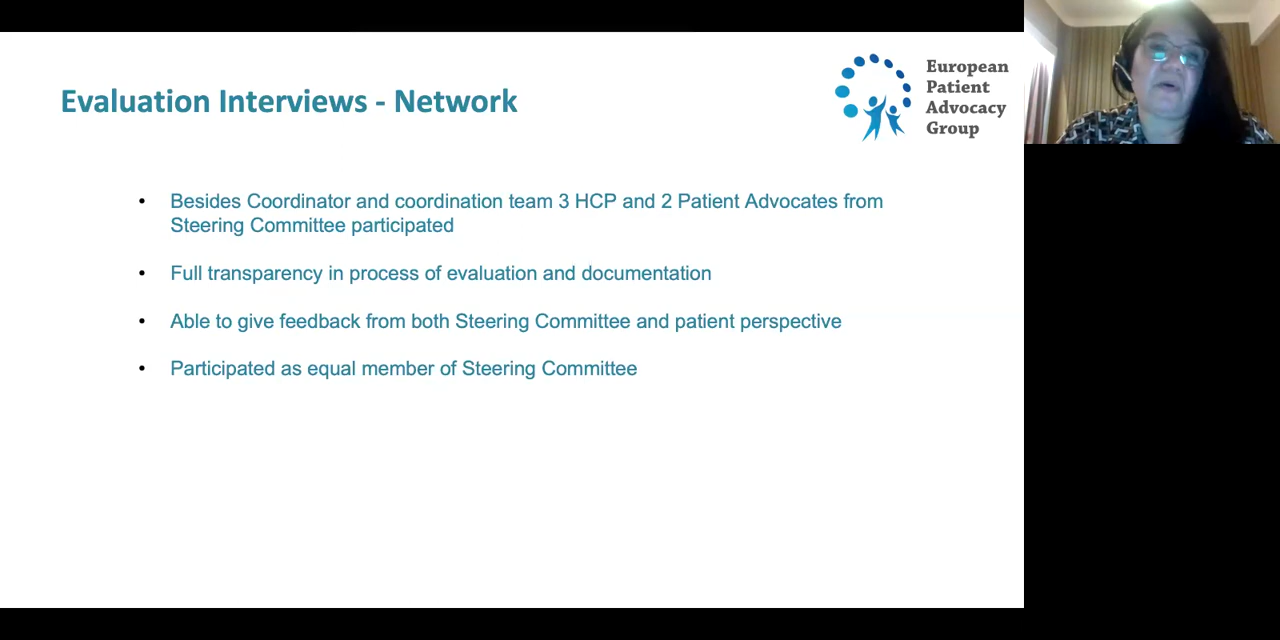 Evaluation Interviews - Network
European
Patient
Advocacy
Group
• Besides Coordinator and coordination team 3 HCP and 2 Patient Advocates from
Steering Committee participated
• Full transparency in process of evaluation and documentation
• Able to give feedback from both Steering Committee and patient perspective
• Participated as equal member of Steering Committee